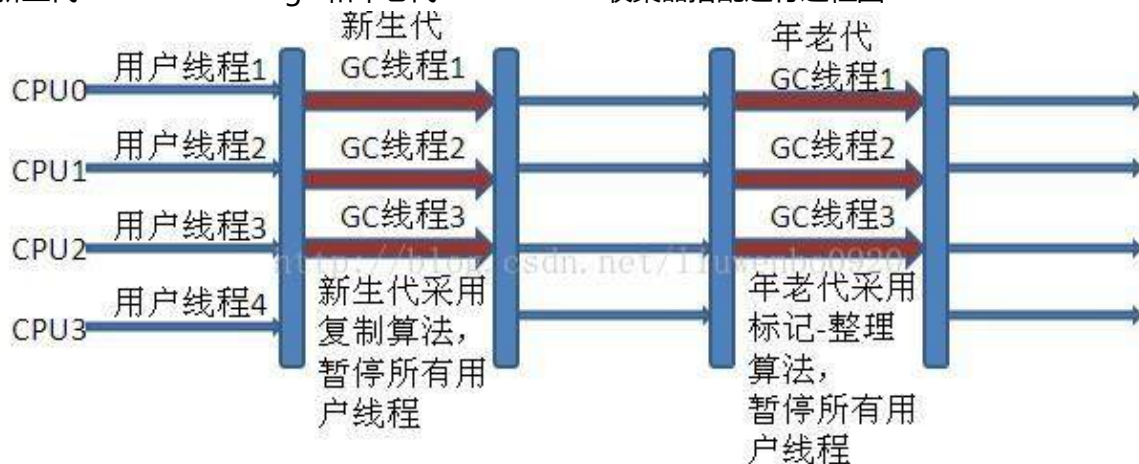 新生代
年老代
用户线程1
GC线程1
GC线程1
CPU0
用户线程2
GC线程2
GC线程2
CPU1
用户线程3
GC线程3
GC线程3
CPU2
http://blog.csdn.net/liuwenbo0920
用户线程4
CPU3
新生代采用
复制算法，
暂停所有用
户线程
年老代采用
标记-整理
算法，
暂停所有用
户线程